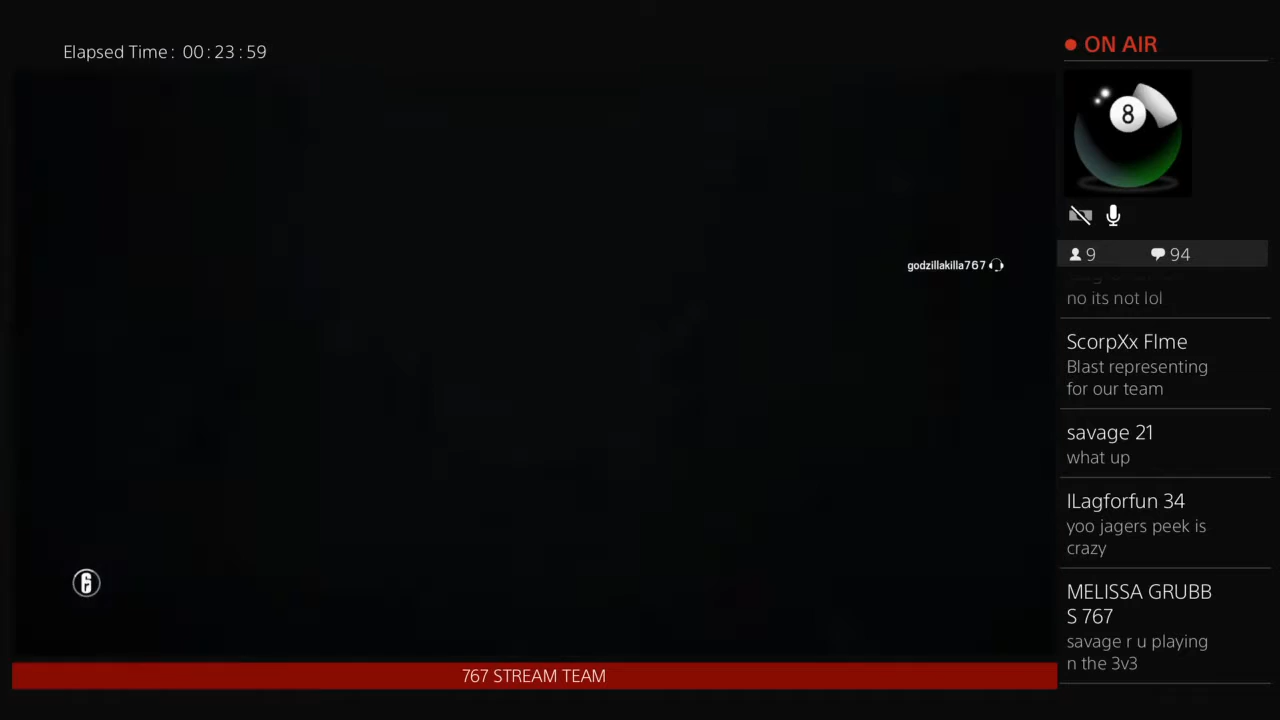 Elapsed Time: 00:23:59
ON AIR
8
9
94
godzillakilla767
no its not lol
ScorpXx Flme
Blast representing
for our team
savage 21
what up
ILagforfun 34
yoo jagers peek is
crazy
MELISSA GRUBB
S 767
savage r u playing
n the 3v3
6
767 STREAM TEAM